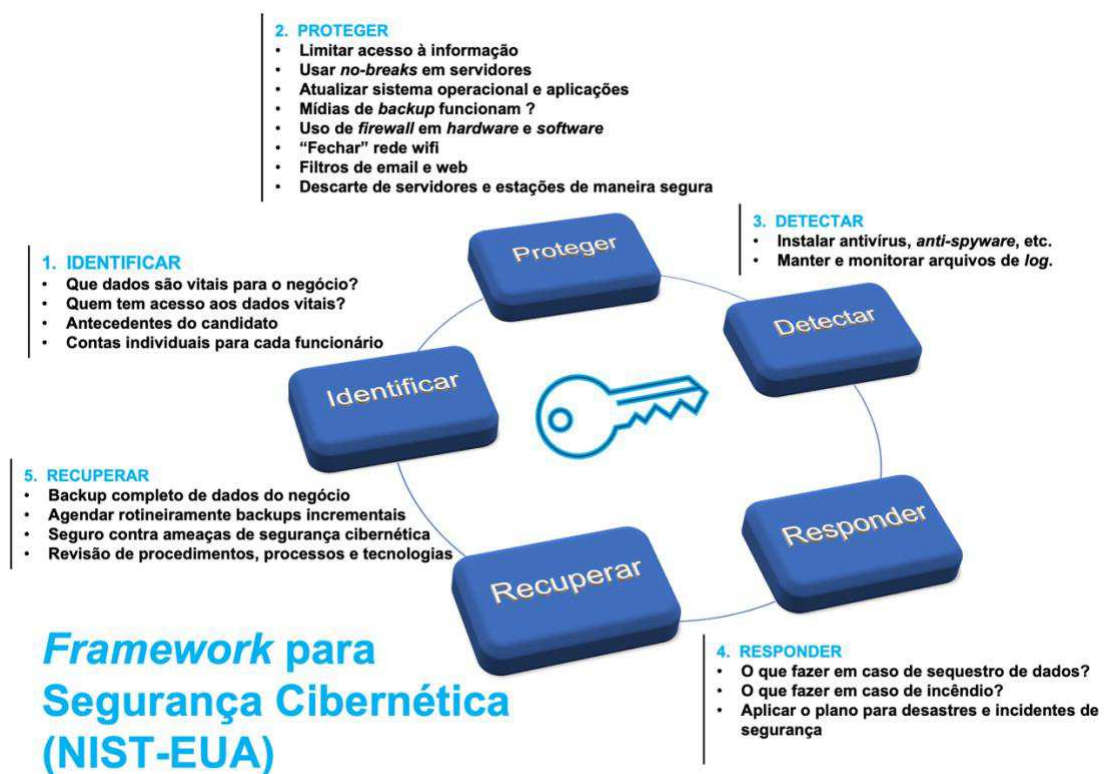 2. PROTEGER
• Limitar acesso à informação
• Usar no-breaks em servidores
• Atualizar sistema operacional e aplicações
• Mídias de backup funcionam ?
• Uso de firewall em hardware e software
• “Fechar” rede wifi
• Filtros de email e web
• Descarte de servidores e estações de maneira segura
3. DETECTAR
• Instalar antivírus, anti-spyware, etc.
• Manter e monitorar arquivos de log.
1. IDENTIFICAR
• Que dados são vitais para o negócio?
• Quem tem acesso aos dados vitais?
• Antecedentes do candidato
• Contas individuais para cada funcionário
Proteger
Detectar
Identificar
Responder
Recuperar
5. RECUPERAR
• Backup completo de dados do negócio
• Agendar rotineiramente backups incrementais
• Seguro contra ameaças de segurança cibernética
• Revisão de procedimentos, processos e tecnologias
4. RESPONDER
• O que fazer em caso de sequestro de dados?
• O que fazer em caso de incêndio?
• Aplicar o plano para desastres e incidentes de
segurança
Framework para
Segurança Cibernética
(NIST-EUA)